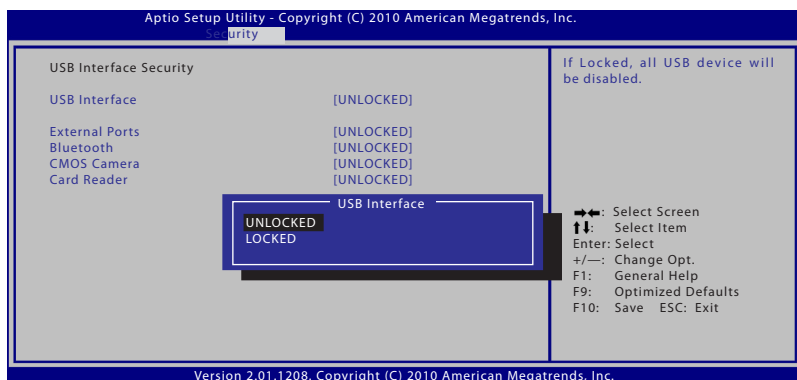 Aptio Setup Utility - Copyright (C) 2010 American Megatrends, Inc.
Security
USB Interface Security
USB Interface [UNLOCKED]
External Ports [UNLOCKED]
Bluetooth [UNLOCKED]
CMOS Camera [UNLOCKED]
Card Reader [UNLOCKED]
USB Interface
UNLOCKED
LOCKED
If Locked, all USB device will
be disabled.
→←: Select Screen
↑↓: Select Item
Enter: Select
+/—: Change Opt.
F1: General Help
F9: Optimized Defaults
F10: Save ESC: Exit
Version 2.01.1208. Copyright (C) 2010 American Megatrends, Inc.